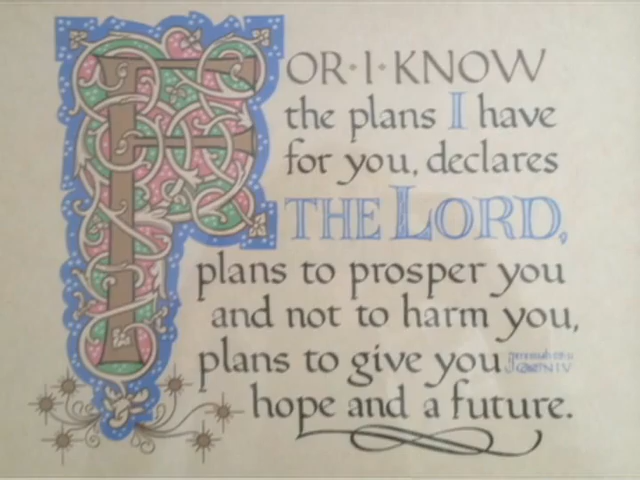 FOR·I·KNOW
the plans I have
for you, declares
THE LORD,
plans to prosper you
and not to harm you,
plans to give you
hope and a future.